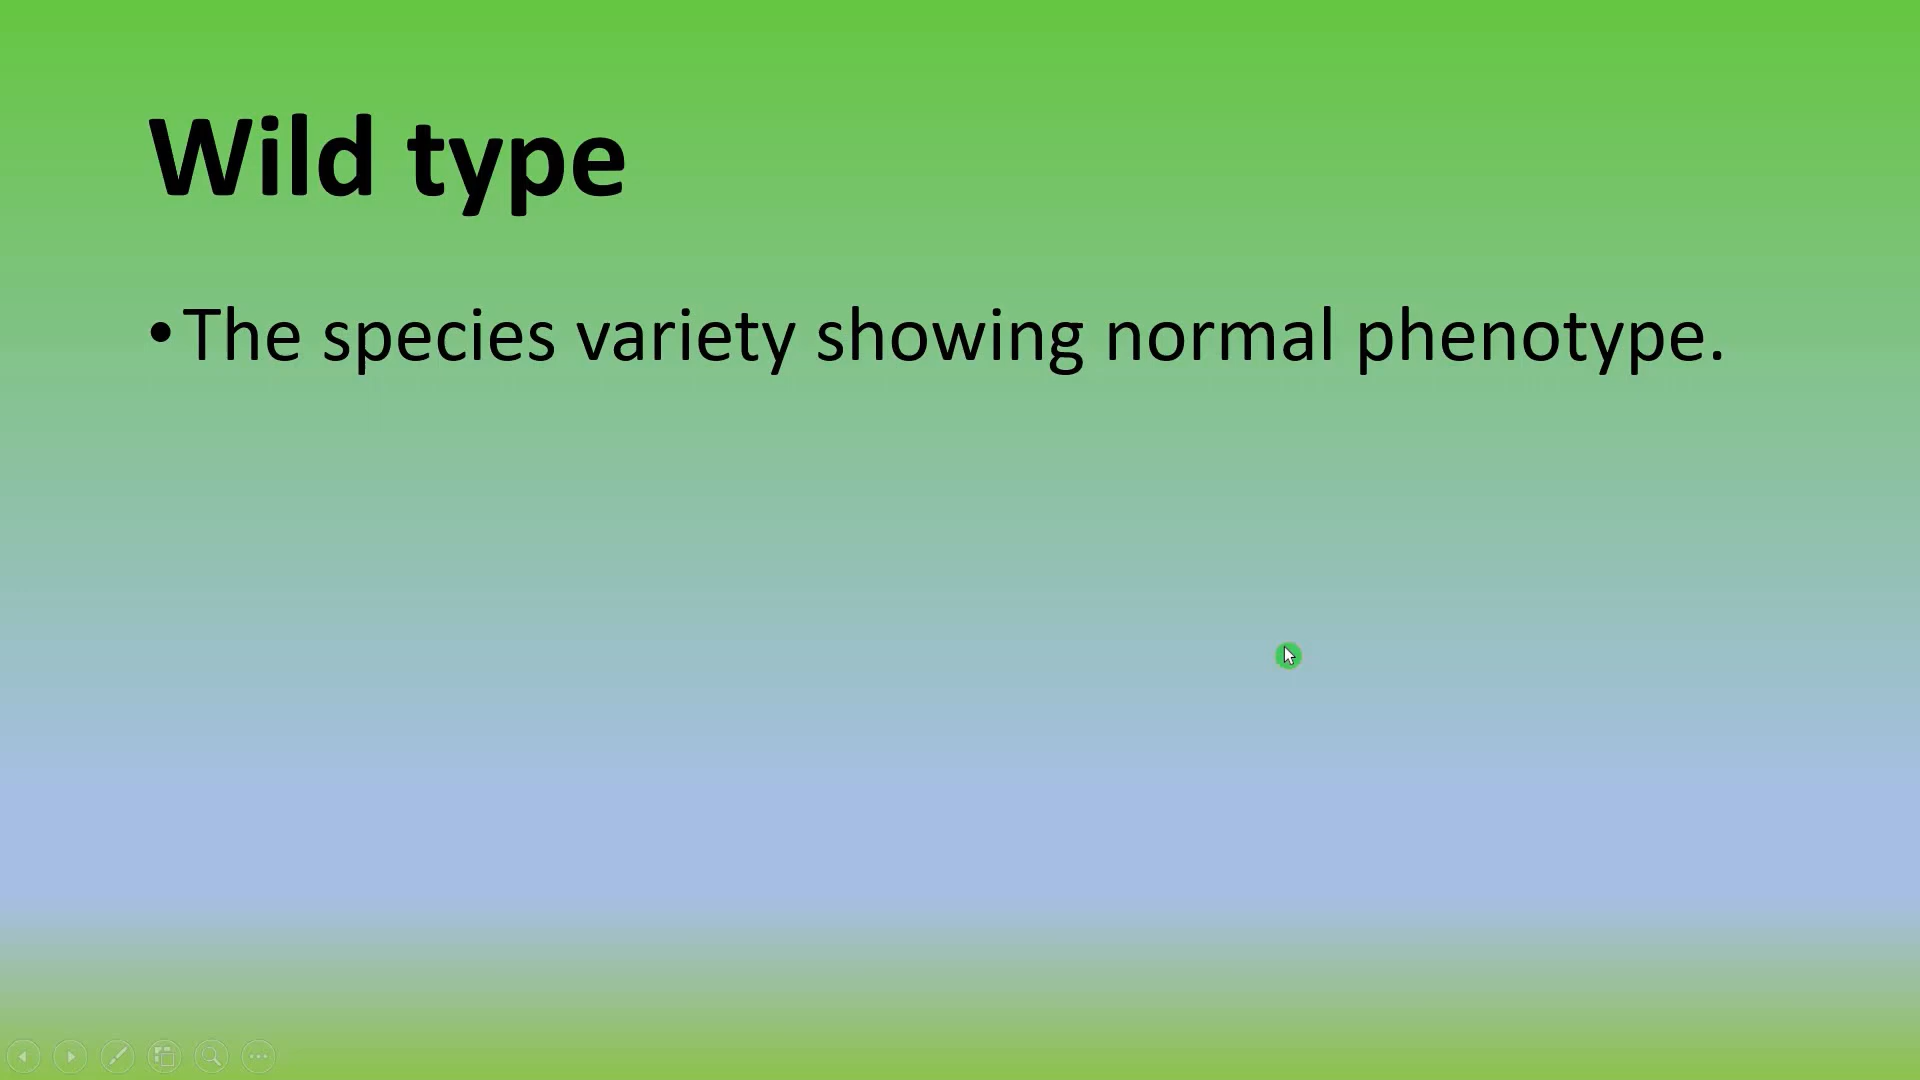 Wild type
• The species variety showing normal phenotype.